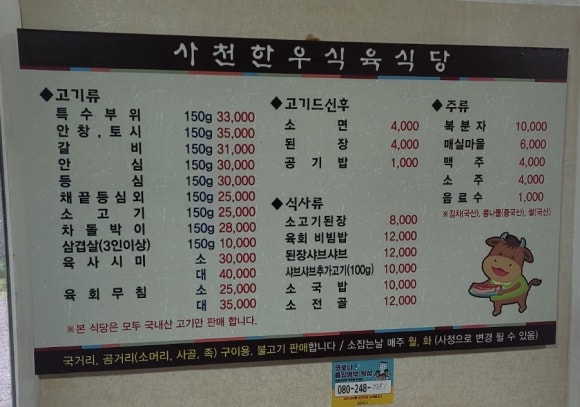 사천한우식육식당
◆고기류
특수부위 150g 33,000
안창,토시 150g 35,000
갈비 150g 31,000
안심 150g 30,000
등심 150g 30,000
채끝등심외 150g 25,000
소고기 150g 25,000
차돌박이 150g 28,000
삼겹살(3인이상) 150g 10,000
육사시미 소 30,000
대 40,000
육회무침 소 25,000
대 35,000
※본 식당은 모두 국내산 고기만 판매 합니다.
◆고기드신후
소면 4,000
된장 4,000
공기밥 1,000
◆식사류
소고기된장 8,000
육회 비빔밥 12,000
된장샤브샤브 12,000
샤브샤브추가고기(100g) 10,000
소국밥 10,000
소전골 12,000
◆주류
복분자 10,000
매실마을 6,000
맥주 4,000
소주 4,000
음료수 1,000
※김치(국산), 콩나물(중국산), 쌀(국산)
국거리, 곰거리(소머리, 사골, 족) 구이용, 불고기 판매합니다 / 소잡는날 매주 월, 화 (사정으로 변경 될 수 있음)
코로나
080-248-